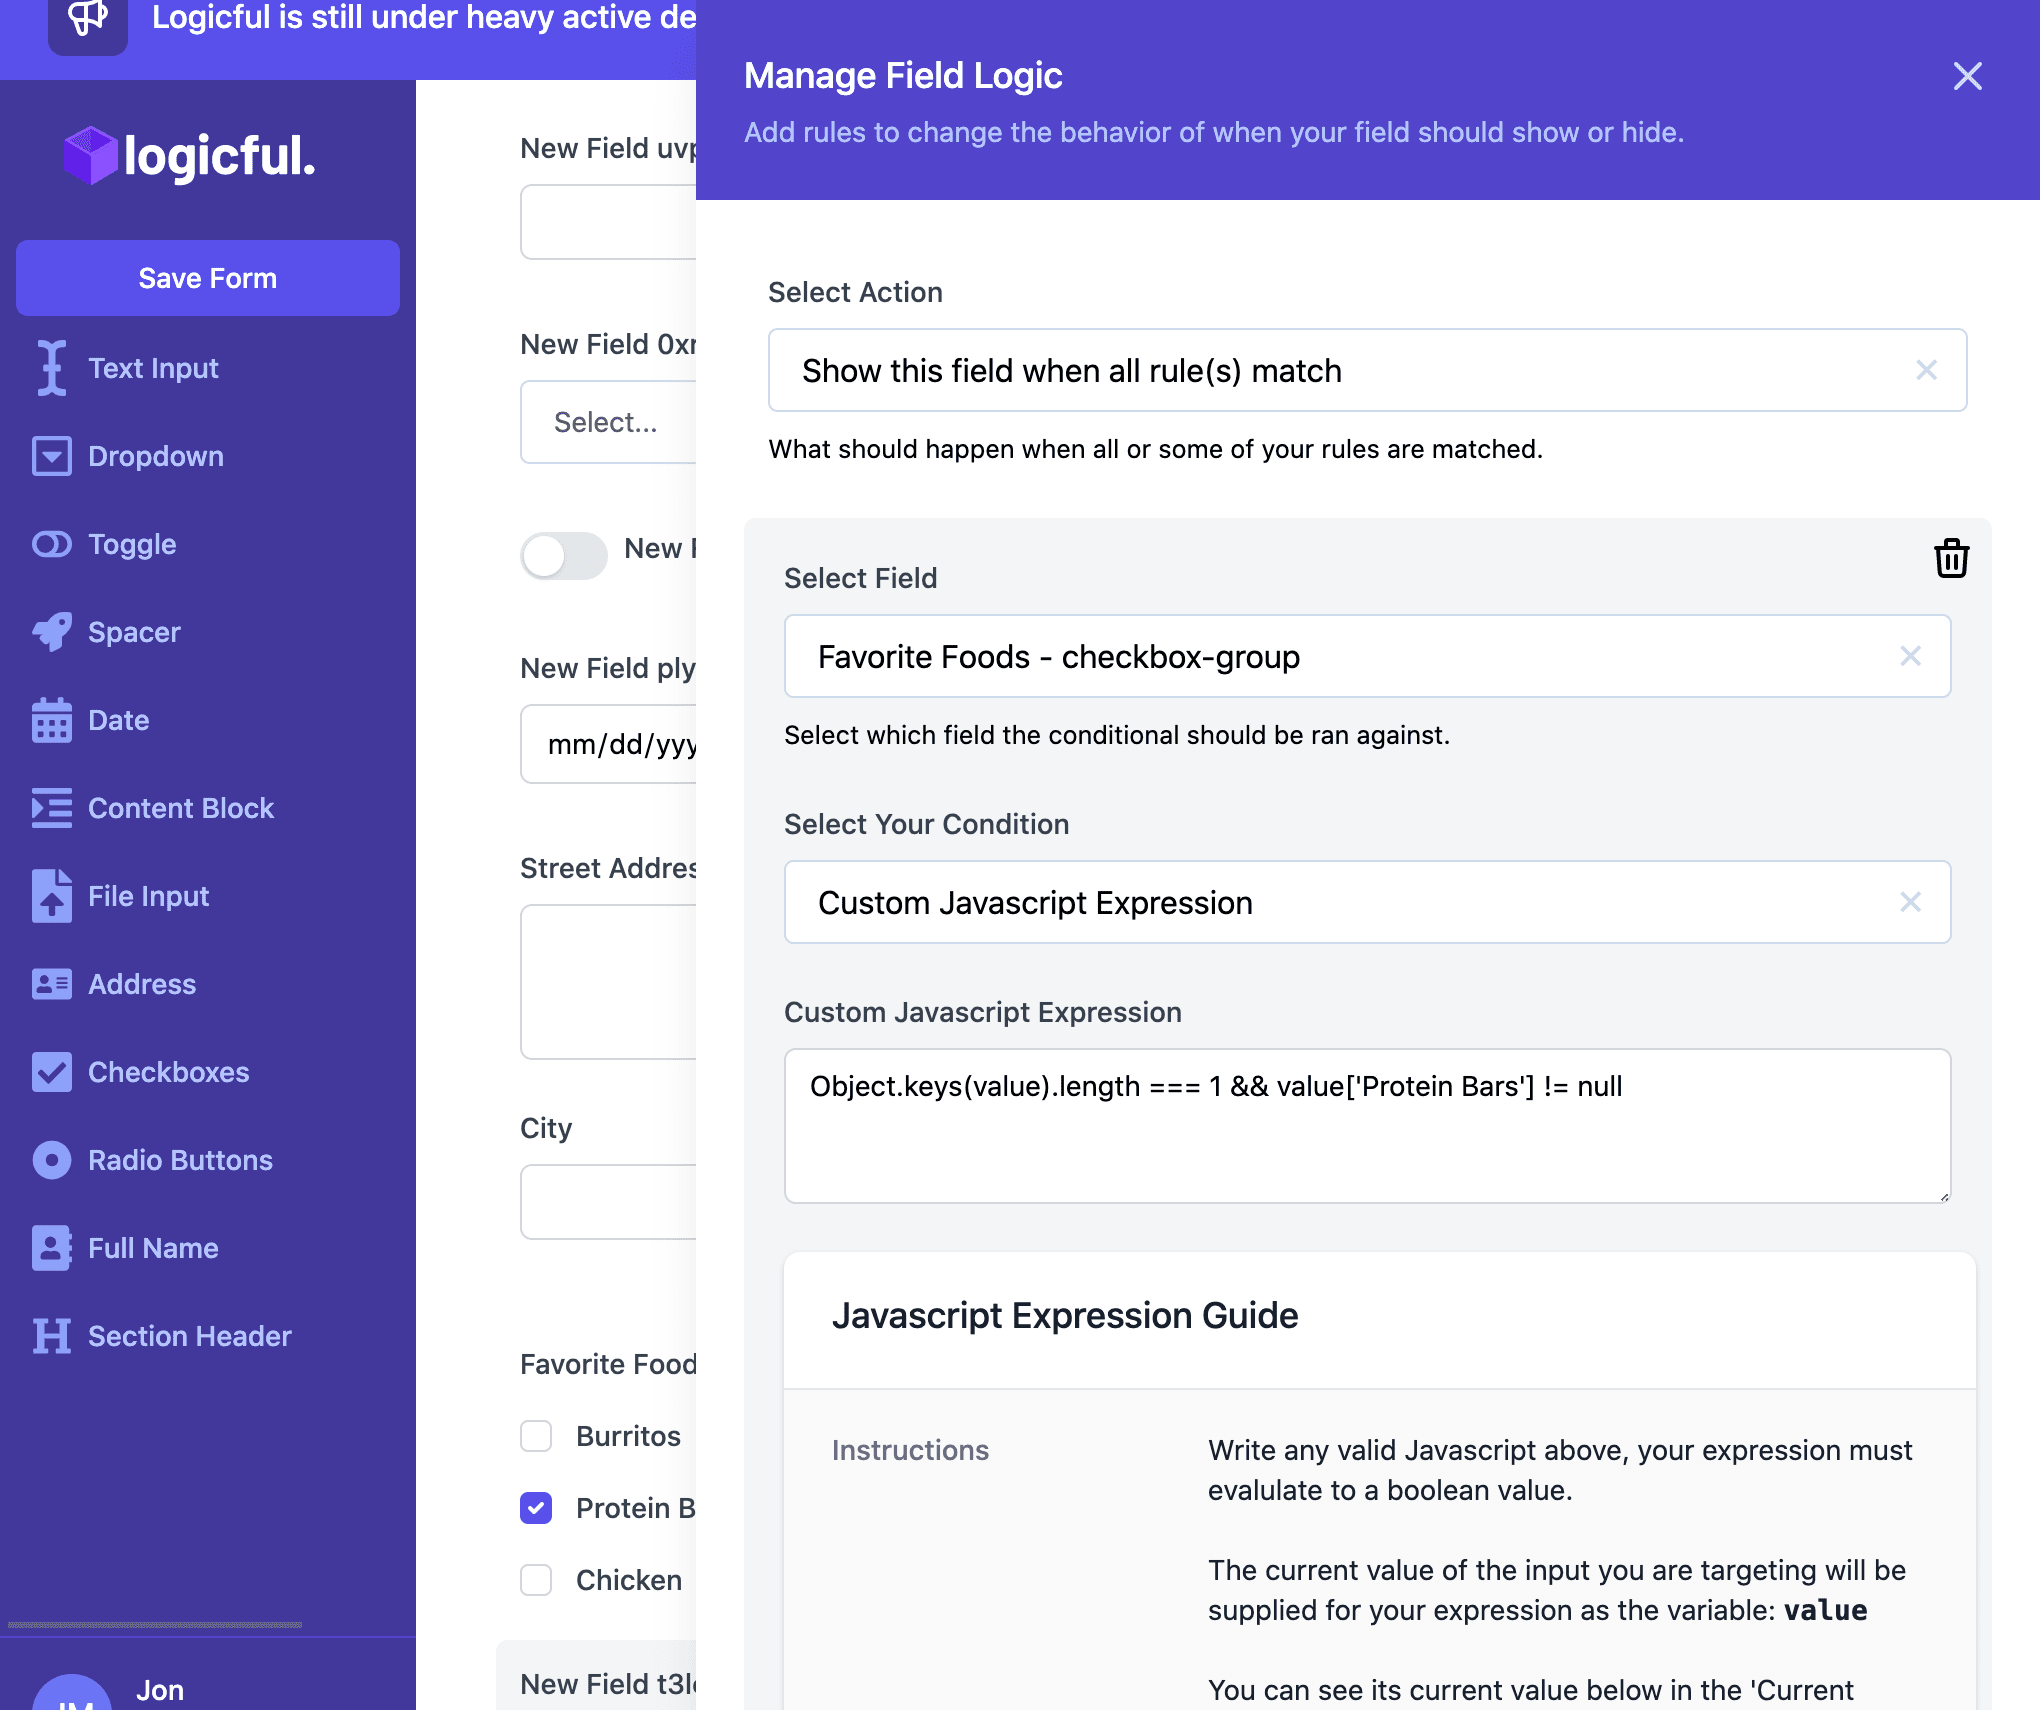 Logicful is still under heavy active de
logicful.
Save Form
Text Input
Dropdown
Toggle
Spacer
Date
Content Block
File Input
Address
Checkboxes
Radio Buttons
Full Name
Section Header
Jon
JM
New Field uvp
New Field 0xr
Select...
New F
New Field ply
mm/dd/yyy
Street Addres
City
Favorite Food
Burritos
Protein B
Chicken
New Field t3l
Manage Field Logic
Add rules to change the behavior of when your field should show or hide.
Select Action
Show this field when all rule(s) match
What should happen when all or some of your rules are matched.
Select Field
Favorite Foods - checkbox-group
Select which field the conditional should be ran against.
Select Your Condition
Custom Javascript Expression
Custom Javascript Expression
Object.keys(value).length === 1 && value['Protein Bars'] != null
Javascript Expression Guide
Instructions
Write any valid Javascript above, your expression must
evalulate to a boolean value.
The current value of the input you are targeting will be
supplied for your expression as the variable: value
You can see its current value below in the 'Current